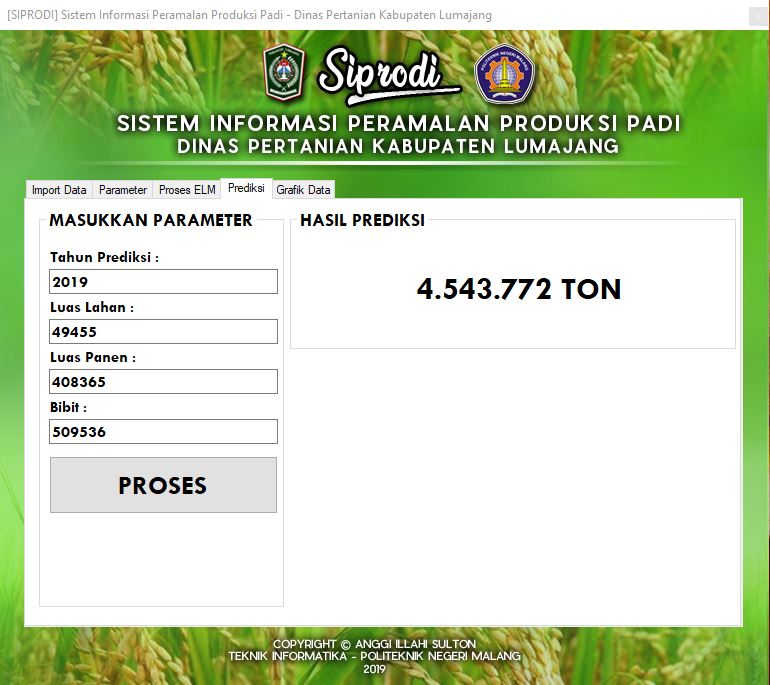 [SIPRODI] Sistem Informasi Peramalan Produksi Padi - Dinas Pertanian Kabupaten Lumajang
Siprodi
POLITEKNIK NEGERI MALANG
SISTEM INFORMASI PERAMALAN PRODUKSI PADI
DINAS PERTANIAN KABUPATEN LUMAJANG
Import Data Parameter Proses ELM Prediksi Grafik Data
MASUKKAN PARAMETER
HASIL PREDIKSI
Tahun Prediksi :
2019
Luas Lahan :
49455
Luas Panen :
408365
Bibit :
509536
PROSES
4.543.772 TON
COPYRIGHT © ANGGI ILLAHI SULTON
TEKNIK INFORMATIKA - POLITEKNIK NEGERI MALANG
2019